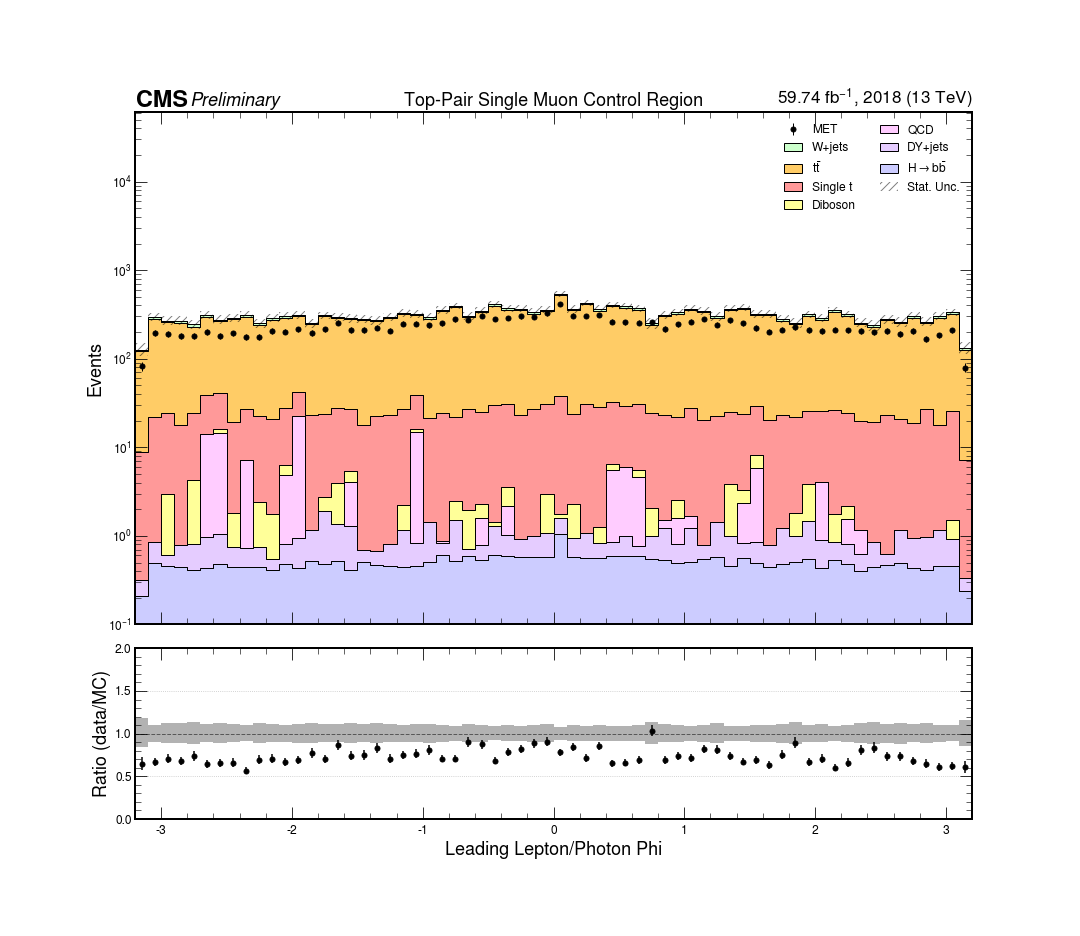 CMS Preliminary Top-Pair Single Muon Control Region 59.74 fb⁻¹, 2018 (13 TeV)
MET QCD
W+jets DY+jets
tt̄ H→bb̄
Single t Stat. Unc.
Diboson
Events
10⁴
10³
10²
10¹
10⁰
10⁻¹
Ratio (data/MC)
2.0
1.5
1.0
0.5
0.0
-3 -2 -1 0 1 2 3
Leading Lepton/Photon Phi